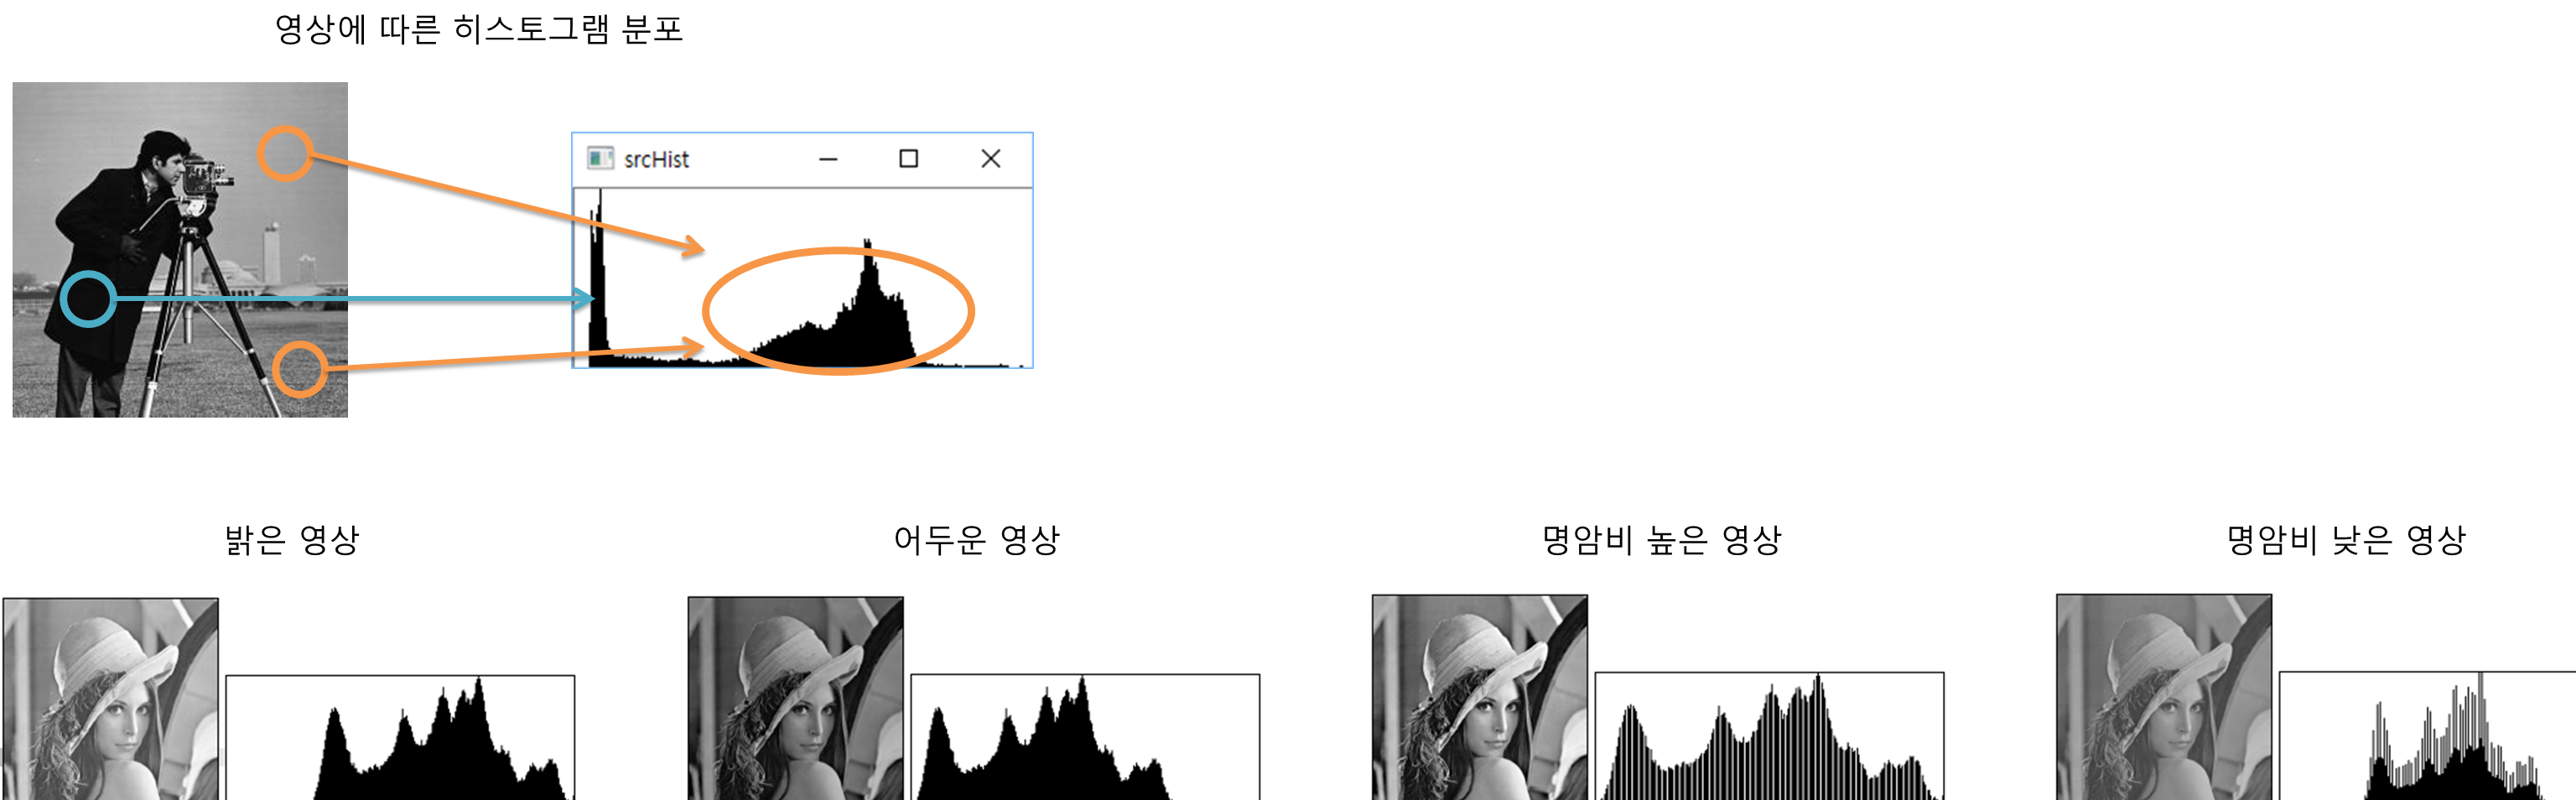 영상에 따른 히스토그램 분포
srcHist
밝은 영상
어두운 영상
명암비 높은 영상
명암비 낮은 영상